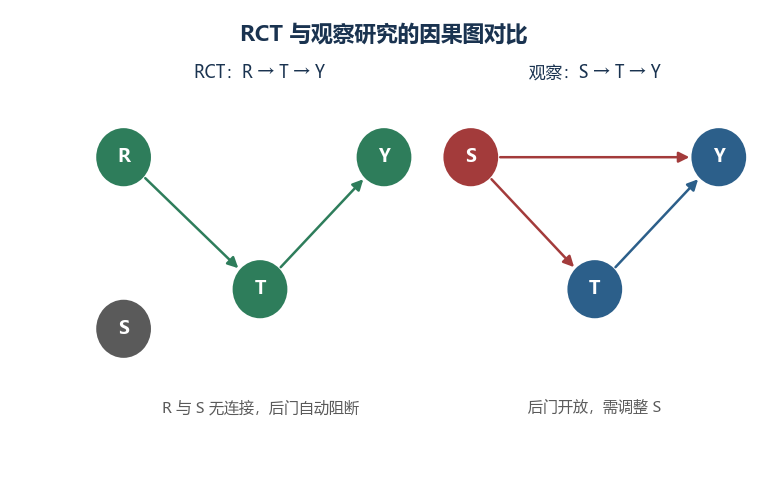 RCT 与观察研究的因果图对比
RCT：R → T → Y
观察：S → T → Y
R
Y
S
Y
T
T
S
R 与 S 无连接，后门自动阻断
后门开放，需调整 S